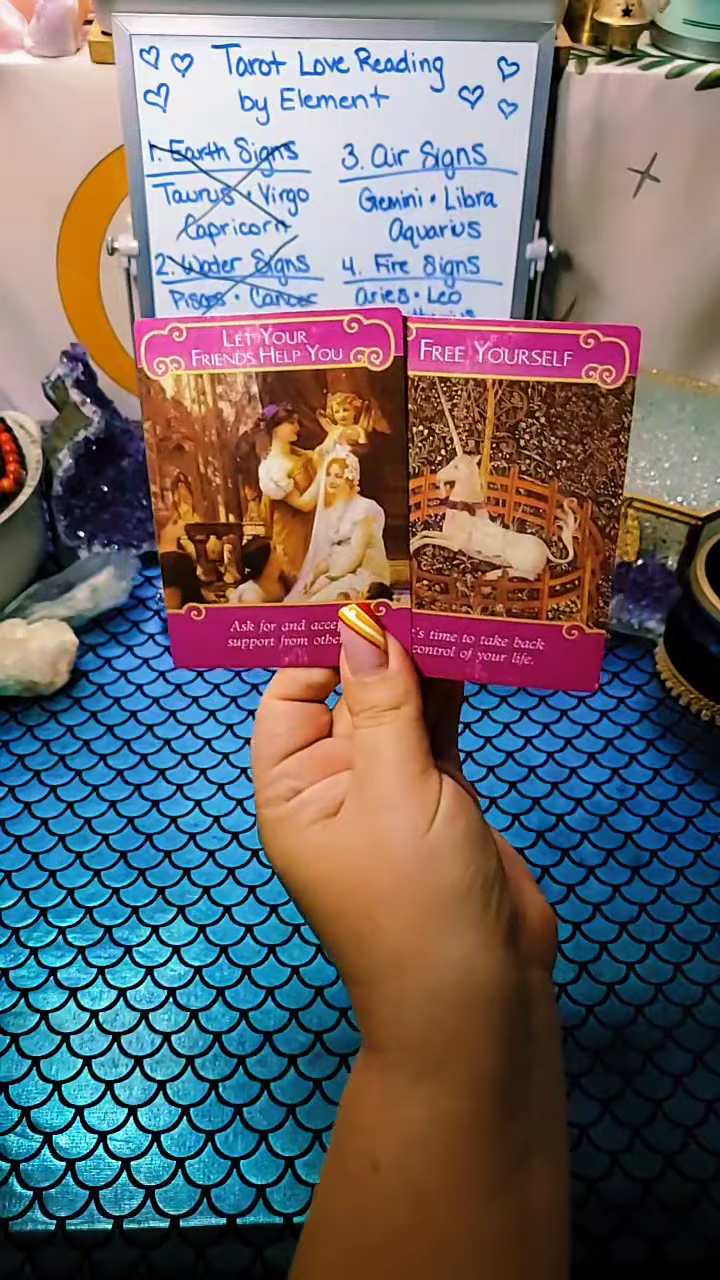 Tarot Love Reading
by Element
1. Earth Signs
Taurus • Virgo
Capricorn
2. Water Signs
Pisces • Cancer
3. Air Signs
Gemini • Libra
Aquarius
4. Fire Signs
Aries • Leo
LET YOUR
FRIENDS HELP YOU
Ask for and
support from
FREE YOURSELF
time to take back
control of your life.